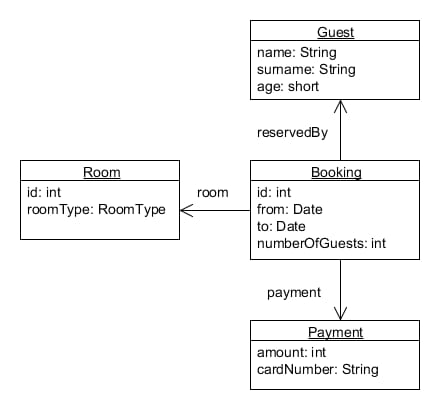 Guest
name: String
surname: String
age: short
reservedBy
Room
id: int
roomType: RoomType
room
Booking
id: int
from: Date
to: Date
numberOfGuests: int
payment
Payment
amount: int
cardNumber: String